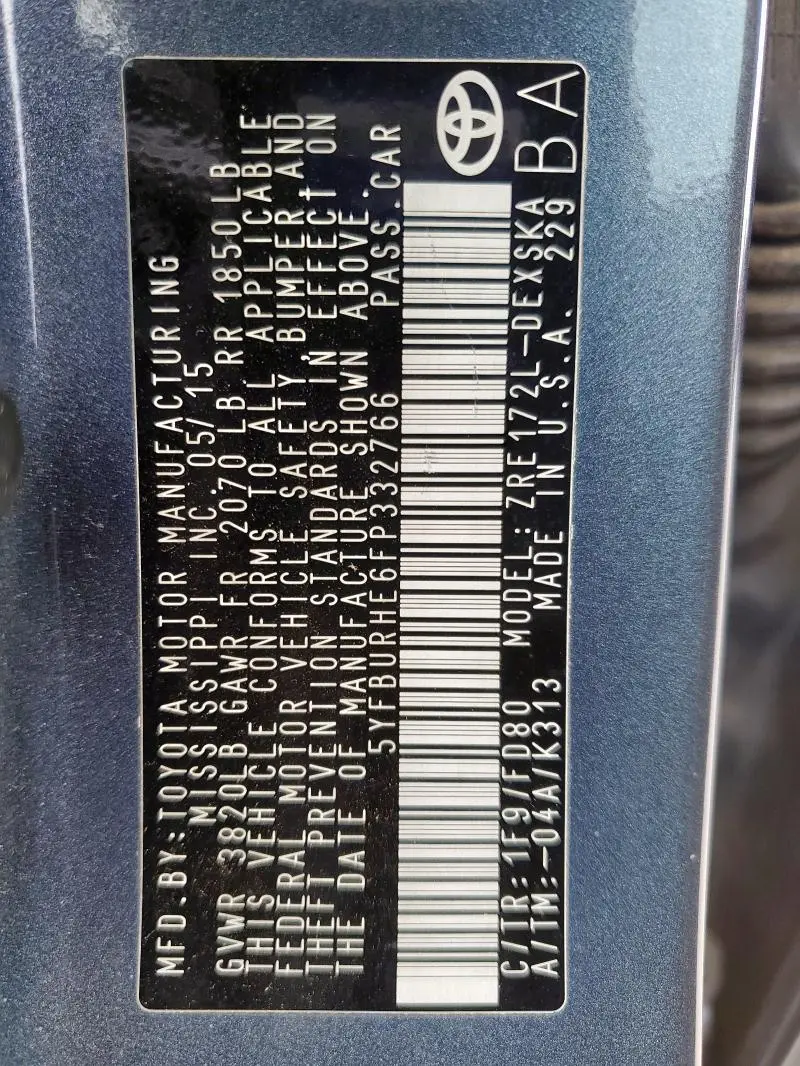 MFD.BY:TOYOTA MOTOR MANUFACTURING
MISSISSIPPI INC. 05/15
GVWR 3820LB GAWR FR 2070 LB RR 1850 LB
THIS VEHICLE CONFORMS TO ALL APPLICABLE
FEDERAL MOTOR VEHICLE SAFETY, BUMPER AND
THEFT PREVENTION STANDARDS IN EFFECT ON
THE DATE OF MANUFACTURE SHOWN ABOVE.
5YFBURHE6FP332766 PASS.CAR
C/TR:1F9/FD80 MODEL:ZRE172L-DEXSKA
A/TM:-04A/K313 MADE IN U.S.A. 229
BA